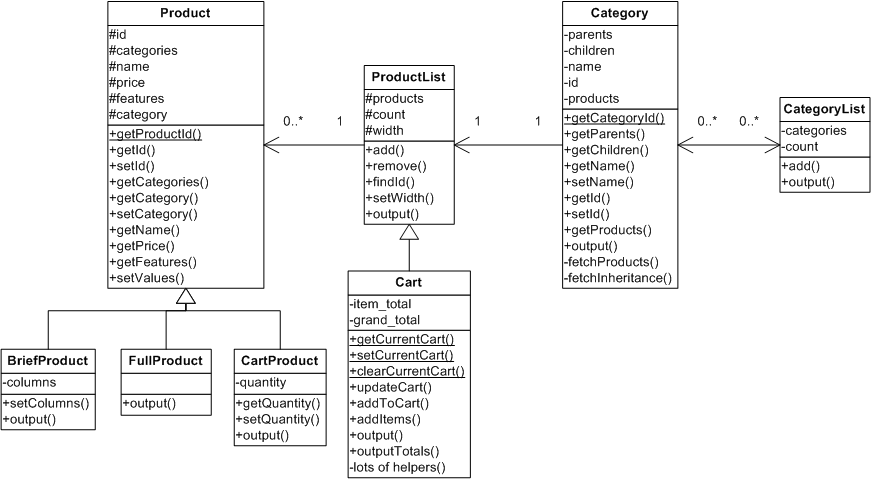 Product
#id
#categories
#name
#price
#features
#category
+getProductId()
+getId()
+setId()
+getCategories()
+getCategory()
+setCategory()
+getName()
+getPrice()
+getFeatures()
+setValues()
0..*
1
ProductList
#products
#count
#width
+add()
+remove()
+findId()
+setWidth()
+output()
1
1
Category
-parents
-children
-name
-id
-products
+getCategoryId()
+getParents()
+getChildren()
+getName()
+setName()
+getId()
+setId()
+getProducts()
+output()
-fetchProducts()
-fetchInheritance()
0..*
0..*
CategoryList
-categories
-count
+add()
+output()
BriefProduct
-columns
+setColumns()
+output()
FullProduct
+output()
CartProduct
-quantity
+getQuantity()
+setQuantity()
+output()
Cart
-item_total
-grand_total
+getCurrentCart()
+setCurrentCart()
+clearCurrentCart()
+updateCart()
+addToCart()
+addItems()
+output()
+outputTotals()
-lots of helpers()